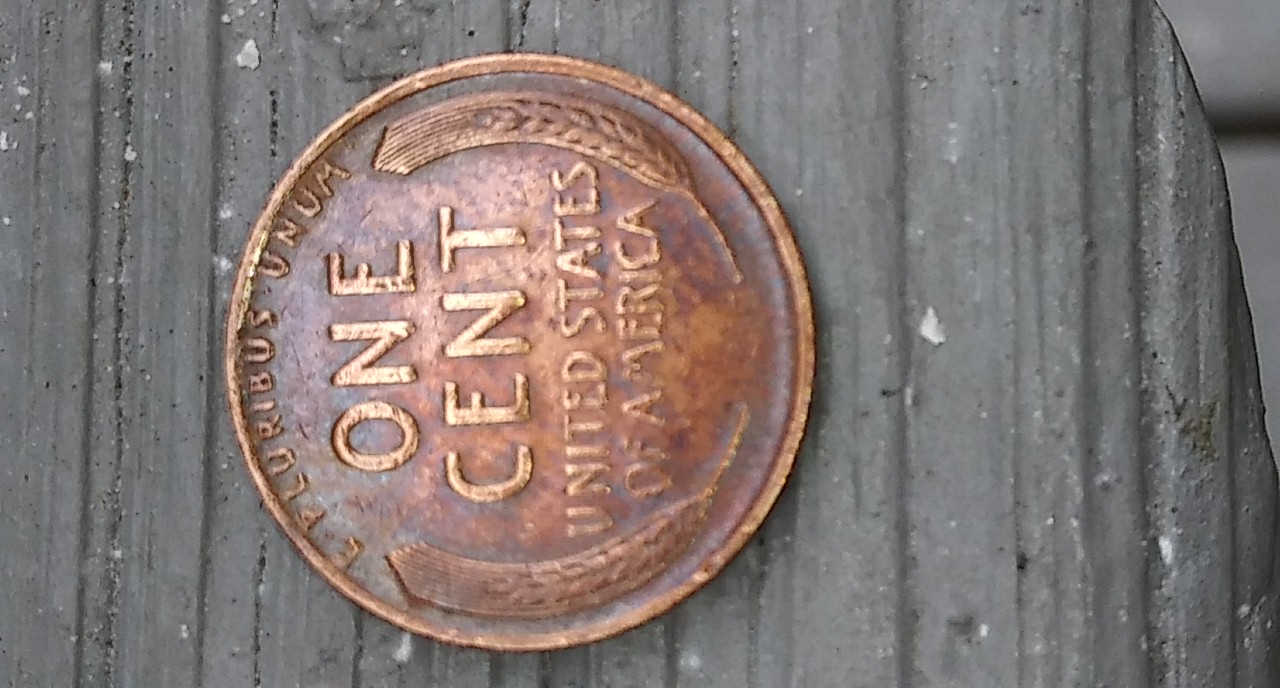 E PLURIBUS UNUM
ONE
CENT
UNITED STATES
OF AMERICA